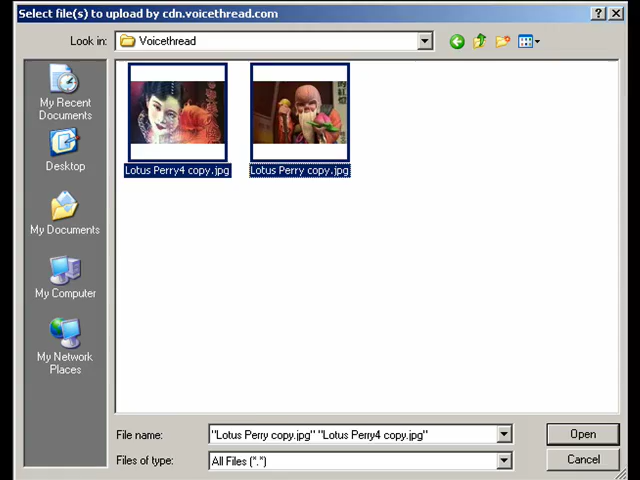 Select file(s) to upload by cdn.voicethread.com
Look in:
Voicethread
My Recent
Documents
Desktop
My Documents
My Computer
My Network
Places
Lotus Perry4 copy.jpg
Lotus Perry copy.jpg
File name:
"Lotus Perry copy.jpg" "Lotus Perry4 copy.jpg"
Open
Files of type:
All Files (*.*)
Cancel